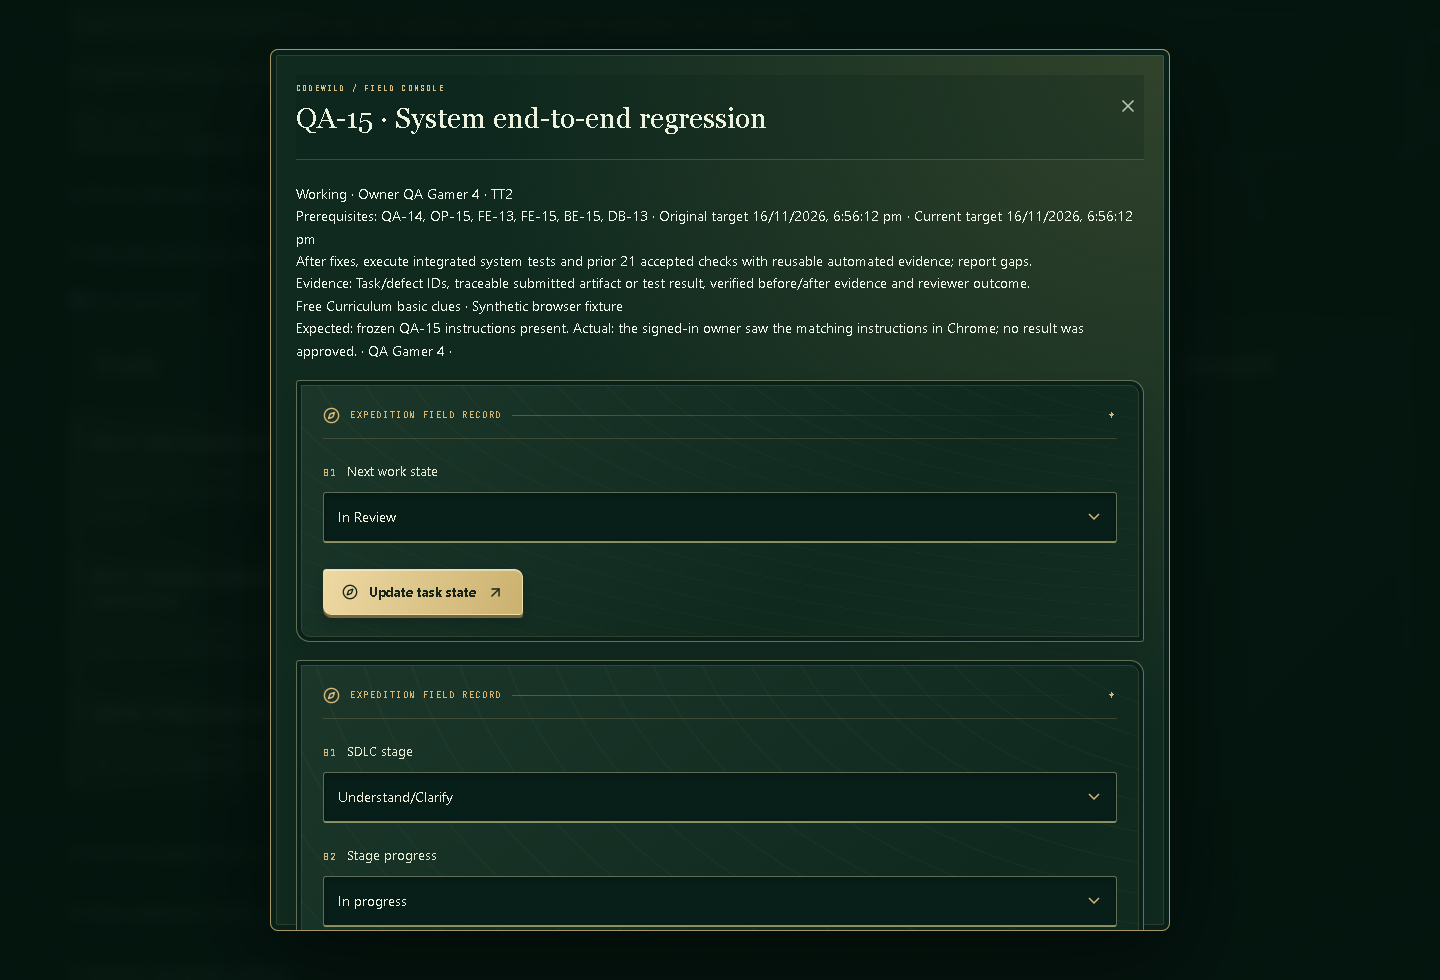 CODEWILD / FIELD CONSOLE
QA-15 · System end-to-end regression
Working · Owner QA Gamer 4 · TT2
Prerequisites: QA-14, OP-15, FE-13, FE-15, BE-15, DB-13 · Original target 16/11/2026, 6:56:12 pm · Current target 16/11/2026, 6:56:12
pm
After fixes, execute integrated system tests and prior 21 accepted checks with reusable automated evidence; report gaps.
Evidence: Task/defect IDs, traceable submitted artifact or test result, verified before/after evidence and reviewer outcome.
Free Curriculum basic clues · Synthetic browser fixture
Expected: frozen QA-15 instructions present. Actual: the signed-in owner saw the matching instructions in Chrome; no result was
approved. · QA Gamer 4 ·
EXPEDITION FIELD RECORD
01 Next work state
In Review
Update task state
EXPEDITION FIELD RECORD
01 SDLC stage
Understand/Clarify
02 Stage progress
In progress